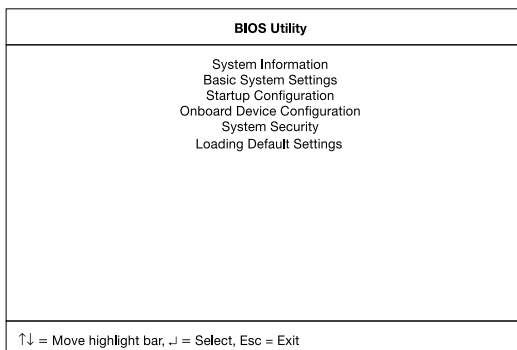 BIOS Utility
System Information
Basic System Settings
Startup Configuration
Onboard Device Configuration
System Security
Loading Default Settings
↑↓ = Move highlight bar, ↵ = Select, Esc = Exit